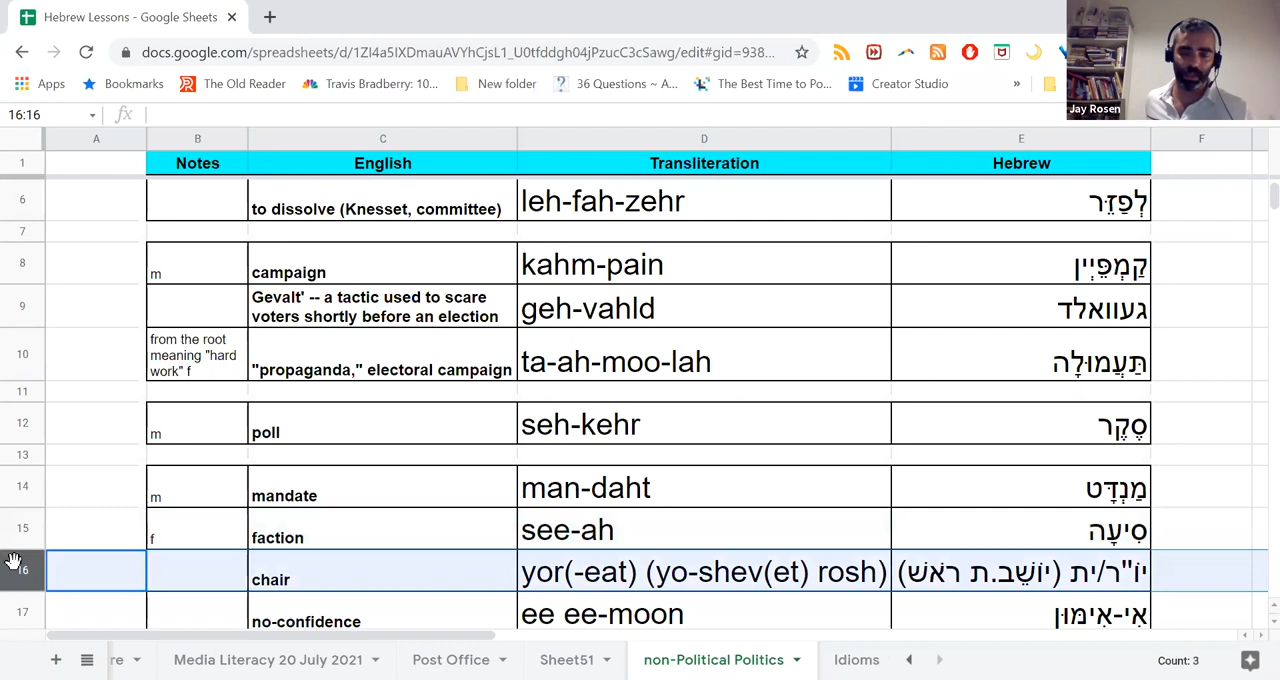 Hebrew Lessons - Google Sheets
docs.google.com/spreadsheets/d/1ZI4a5IXDmauAVYhCjsL1_U0tfddgh04jPzucC3cSawg/edit#gid=938...
Apps Bookmarks The Old Reader Travis Bradberry: 10... New folder 36 Questions ~ A... The Best Time to Po... Creator Studio »
Jay Rosen
16:16 fx
A B C D E F
1 Notes English Transliteration Hebrew
6 to dissolve (Knesset, committee) leh-fah-zehr לְפַזֵּר
7
8 m campaign kahm-pain קַמְפֵּיְין
9 Gevalt' -- a tactic used to scare
voters shortly before an election geh-vahld געוואלד
10 from the root
meaning "hard
work" f "propaganda," electoral campaign ta-ah-moo-lah תַּעֲמוּלָה
11
12 m poll seh-kehr סֶקֶר
13
14 m mandate man-daht מַנְדָּט
15 f faction see-ah סִיעָה
16 chair yor(-eat) (yo-shev(et) rosh) יוֹ"ר/ית (יוֹשֵׁב.ת רֹאשׁ)
17 no-confidence ee ee-moon אִי-אִימּוּן
re Media Literacy 20 July 2021 Post Office Sheet51 non-Political Politics Idioms Count: 3